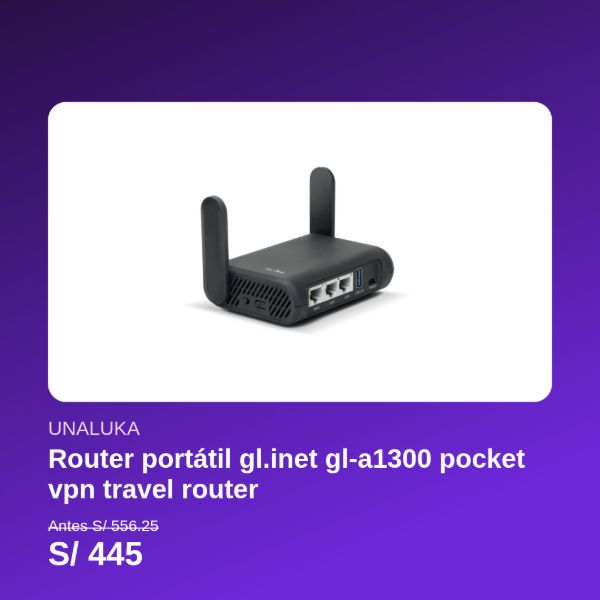 UNALUKA
Router portátil gl.inet gl-a1300 pocket
vpn travel router
Antes S/ 556.25
S/ 445